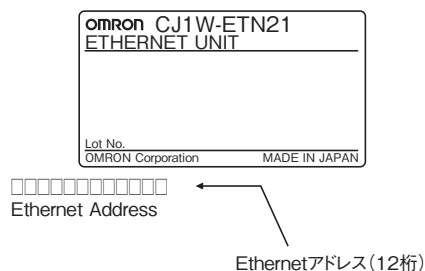 OMRON CJ1W-ETN21
ETHERNET UNIT
Lot No.
OMRON Corporation MADE IN JAPAN
□□□□□□□□□□□□
Ethernet Address
Ethernetアドレス(12桁)